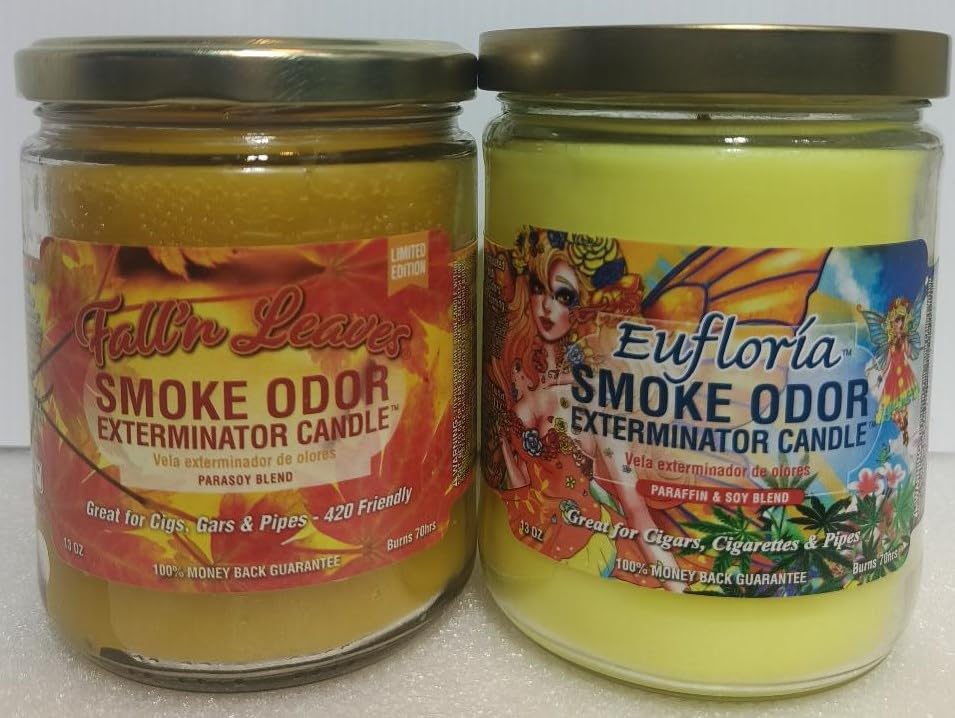 LIMITED
EDITION
Fall'n Leaves
SMOKE ODOR
EXTERMINATOR CANDLE™
Vela exterminador de olores
PARASOY BLEND
Great for Cigs, Gars & Pipes - 420 Friendly
13 OZ
Burns 70hrs
100% MONEY BACK GUARANTEE
Eufloría™
SMOKE ODOR
EXTERMINATOR CANDLE™
Vela exterminador de olores
PARAFFIN & SOY BLEND
Great for Cigars, Cigarettes & Pipes
13 OZ
Burns 70hrs
100% MONEY BACK GUARANTEE